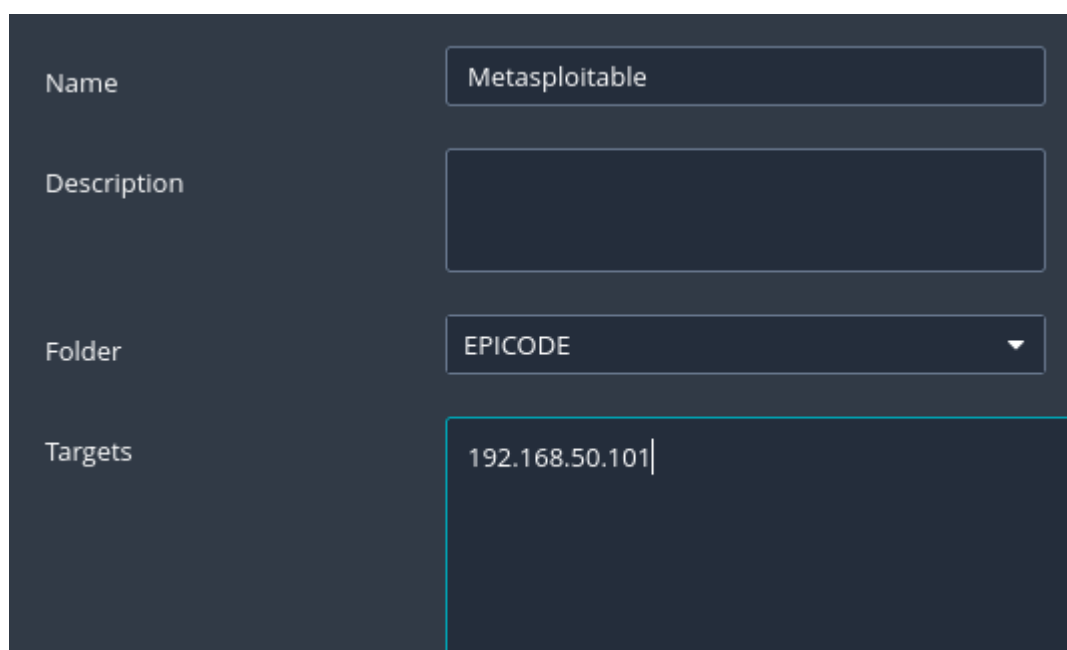 Name
Metasploitable
Description
Folder
EPICODE
Targets
192.168.50.101